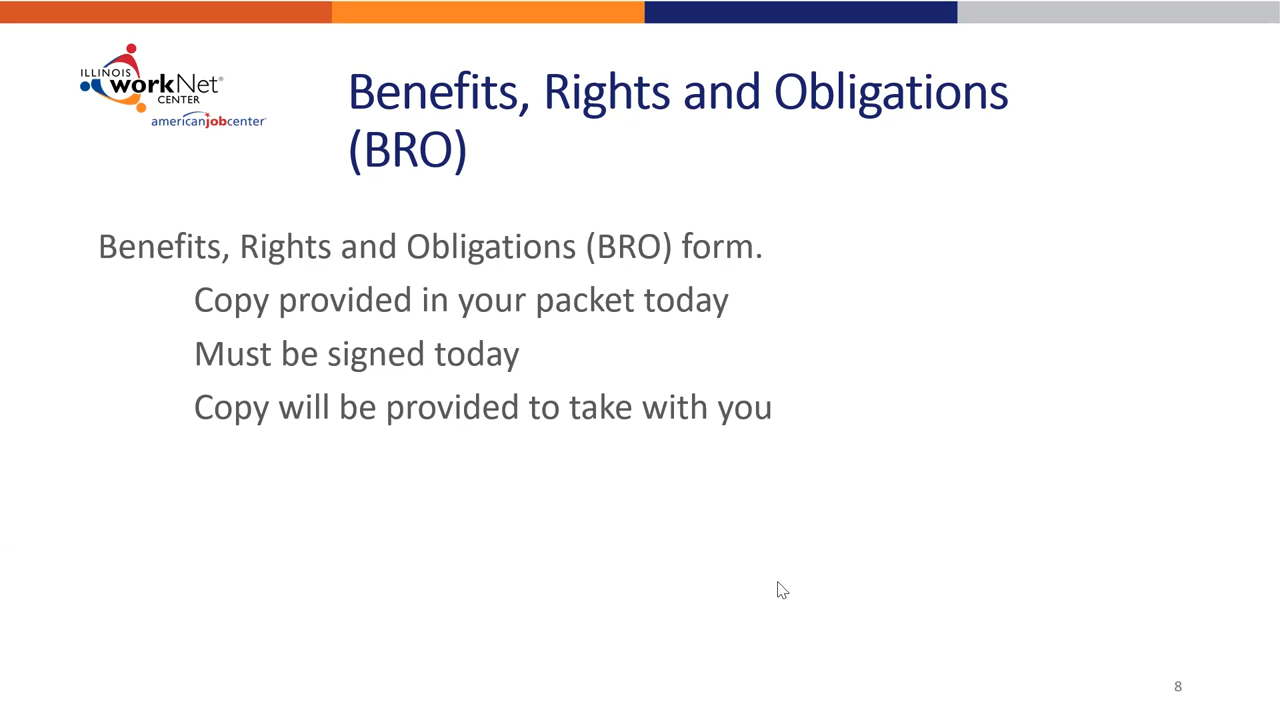 ILLINOIS
workNet®
CENTER
americanjobcenter
Benefits, Rights and Obligations
(BRO)
Benefits, Rights and Obligations (BRO) form.
Copy provided in your packet today
Must be signed today
Copy will be provided to take with you
8